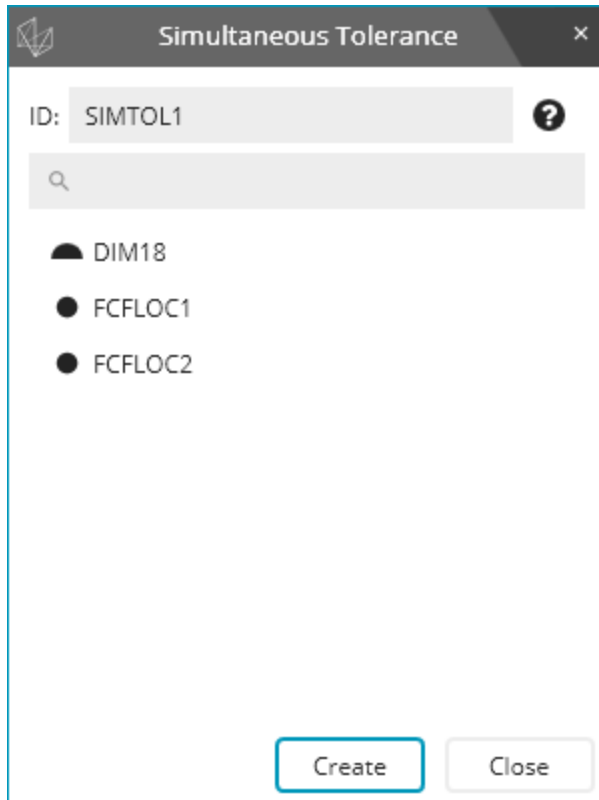 Simultaneous Tolerance
ID: SIMTOL1
DIM18
FCFLOC1
FCFLOC2
Create Close